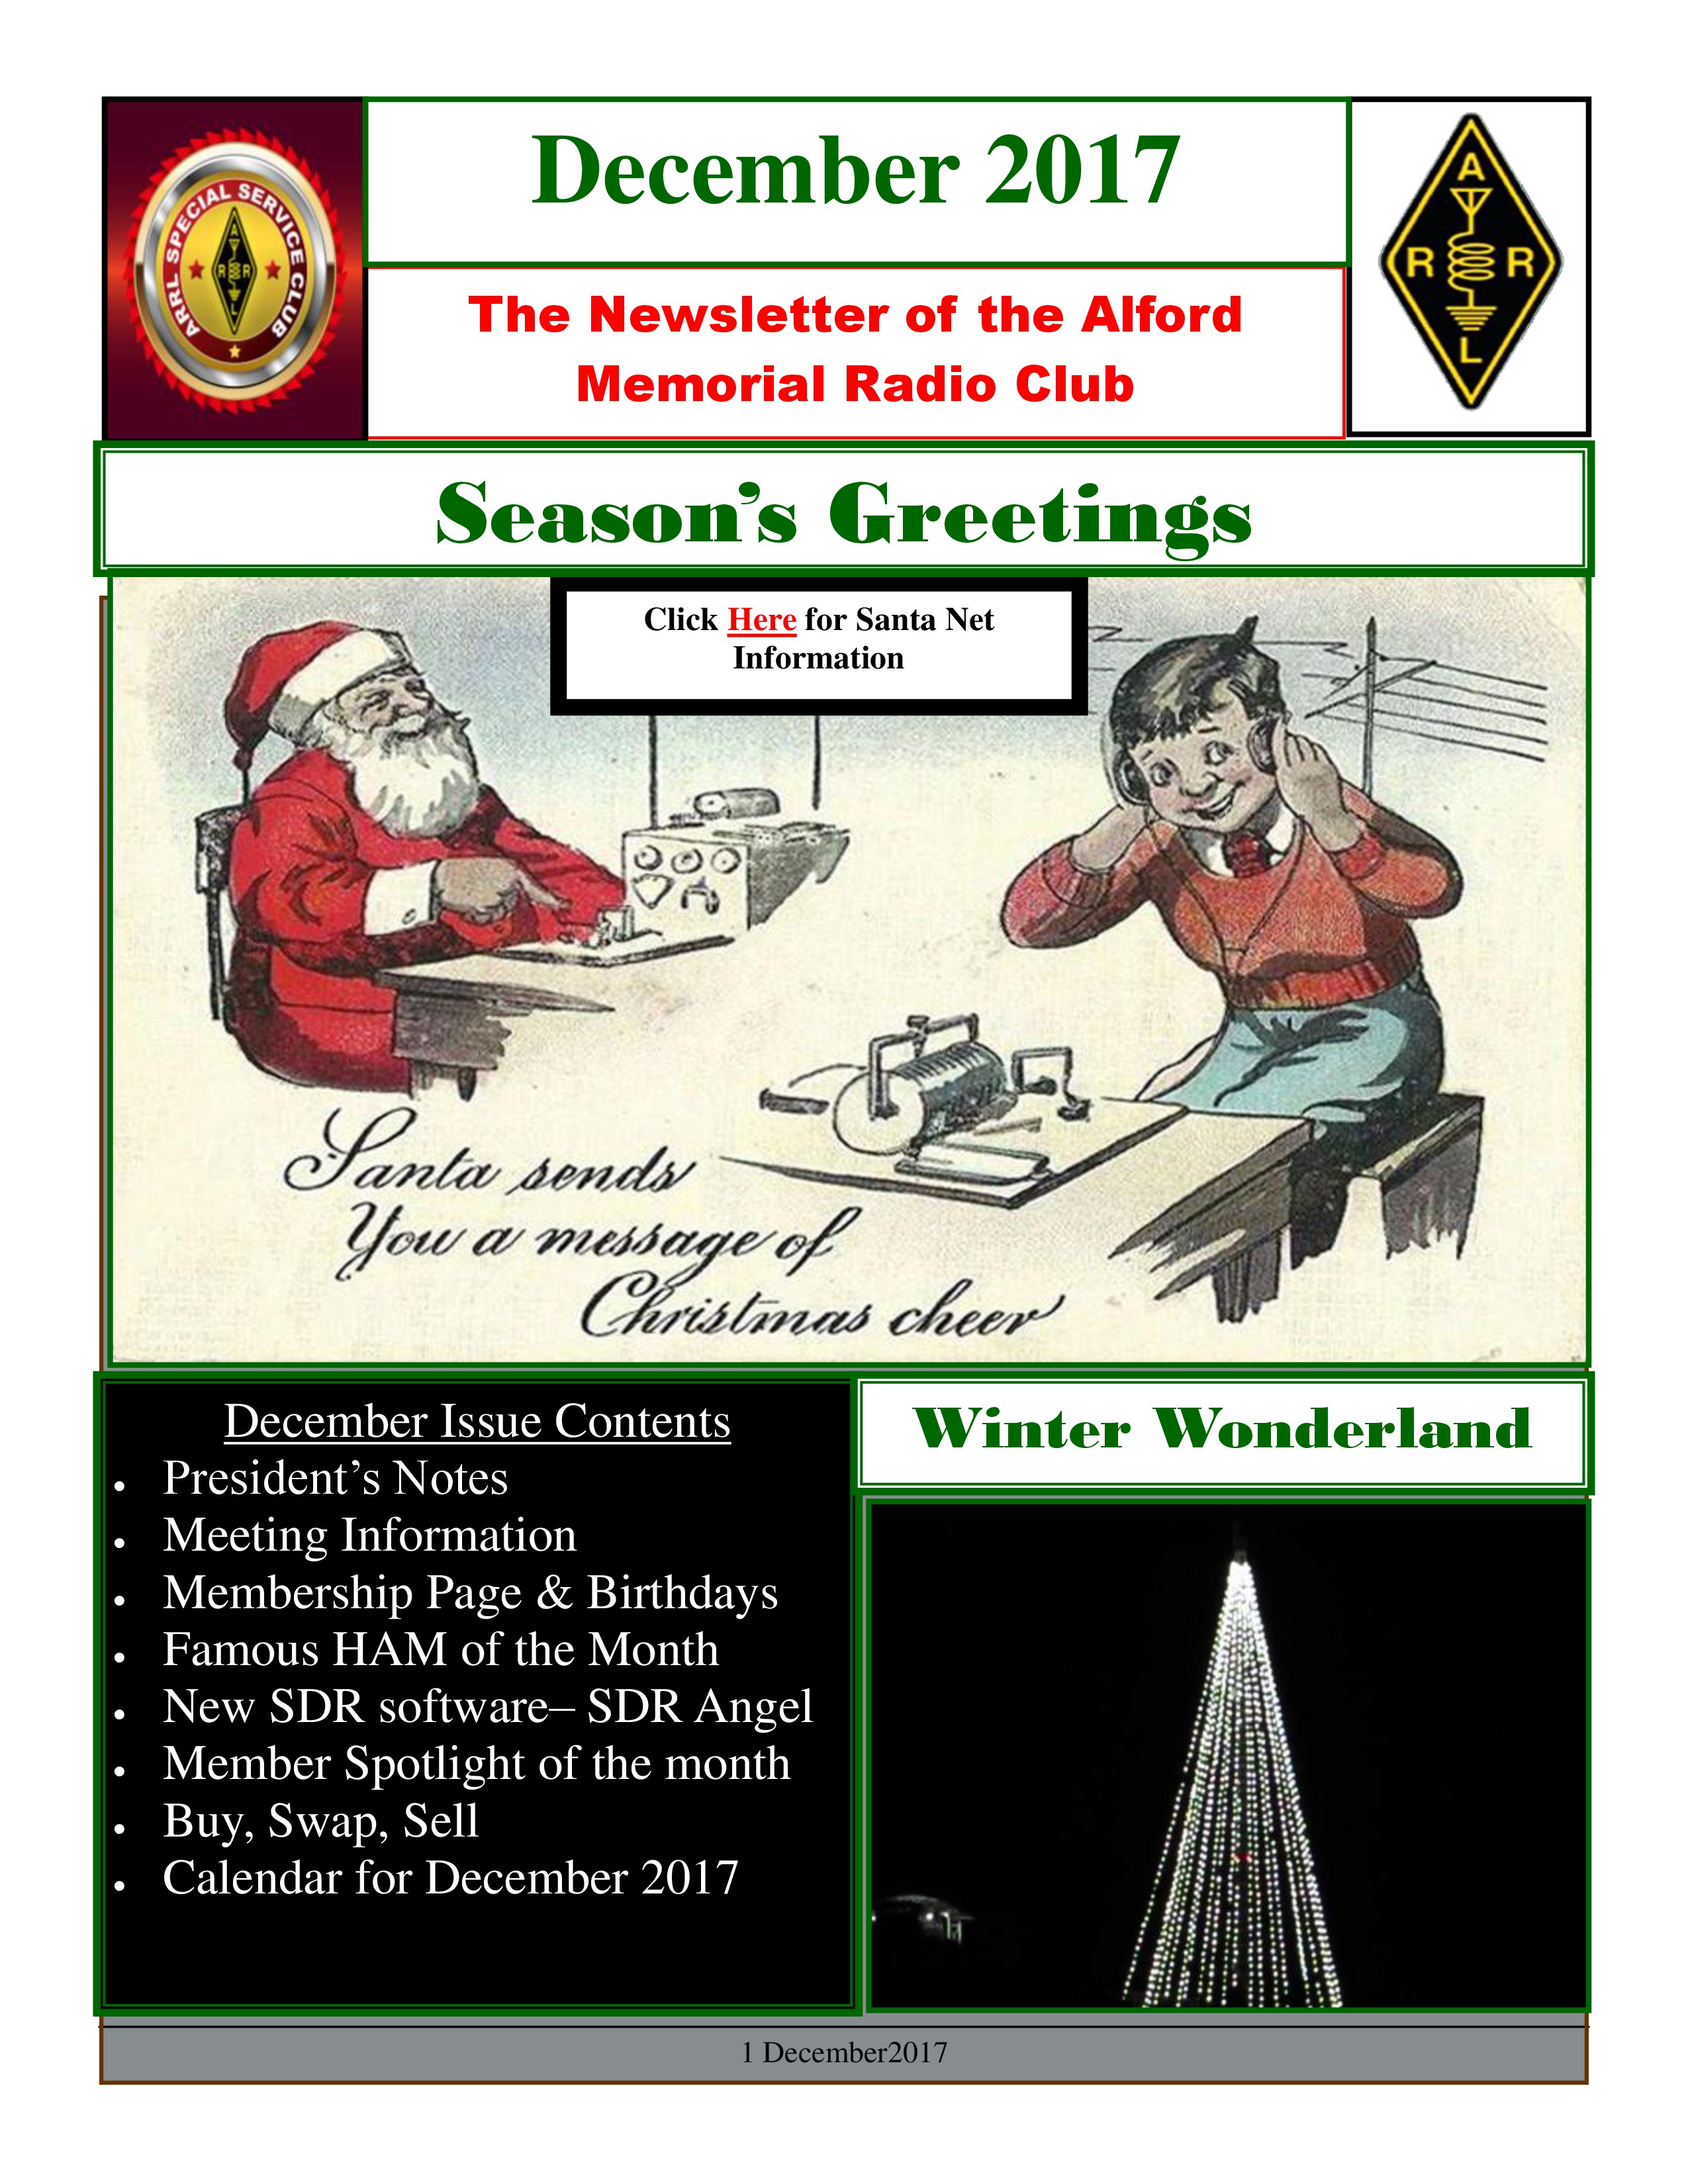 ARRL SPECIAL SERVICE CLUB
A
R R
L
December 2017
The Newsletter of the Alford
Memorial Radio Club
A
R R
L
Season's Greetings
Click Here for Santa Net
Information
Santa sends
You a message of
Christmas cheer
December Issue Contents
• President's Notes
• Meeting Information
• Membership Page & Birthdays
• Famous HAM of the Month
• New SDR software– SDR Angel
• Member Spotlight of the month
• Buy, Swap, Sell
• Calendar for December 2017
Winter Wonderland
1 December2017